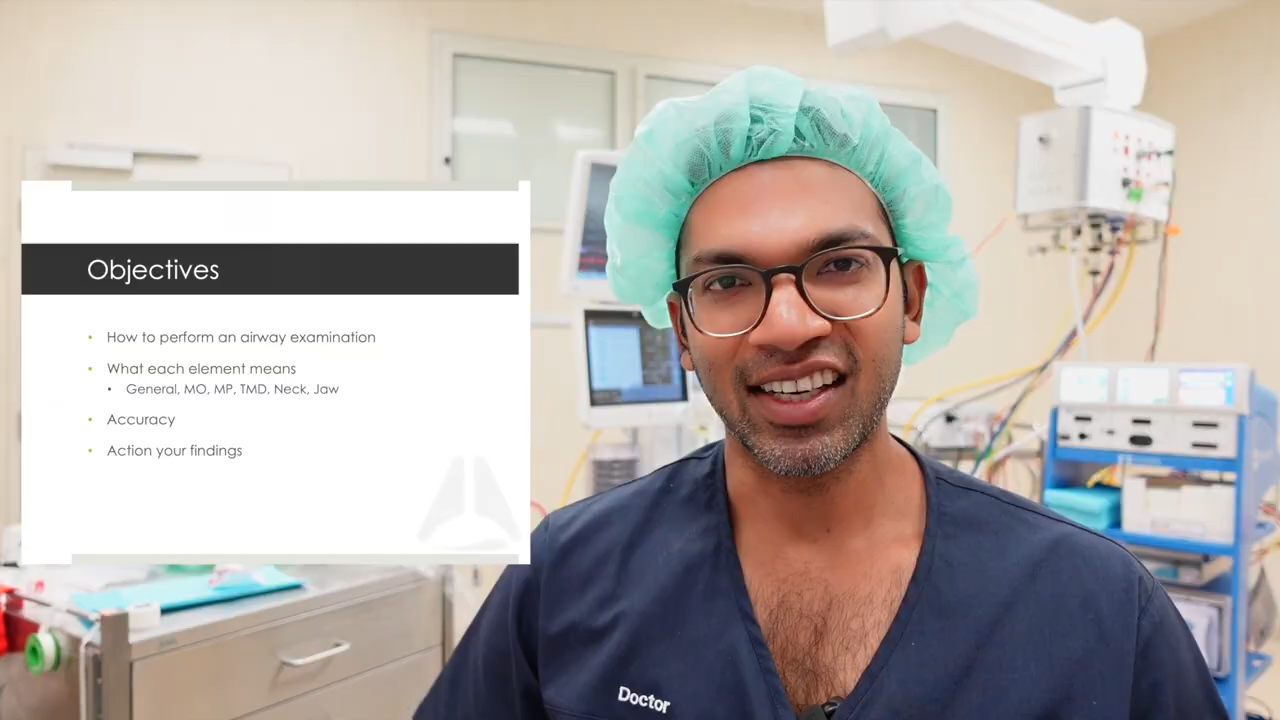 Objectives
• How to perform an airway examination
• What each element means
• General, MO, MP, TMD, Neck, Jaw
• Accuracy
• Action your findings
Doctor